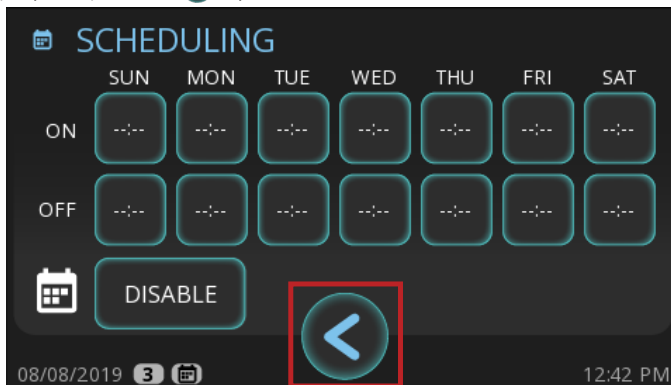 SCHEDULING
SUN MON TUE WED THU FRI SAT
ON --:-- --:-- --:-- --:-- --:-- --:-- --:--
OFF --:-- --:-- --:-- --:-- --:-- --:-- --:--
DISABLE
08/08/2019 3 12:42 PM